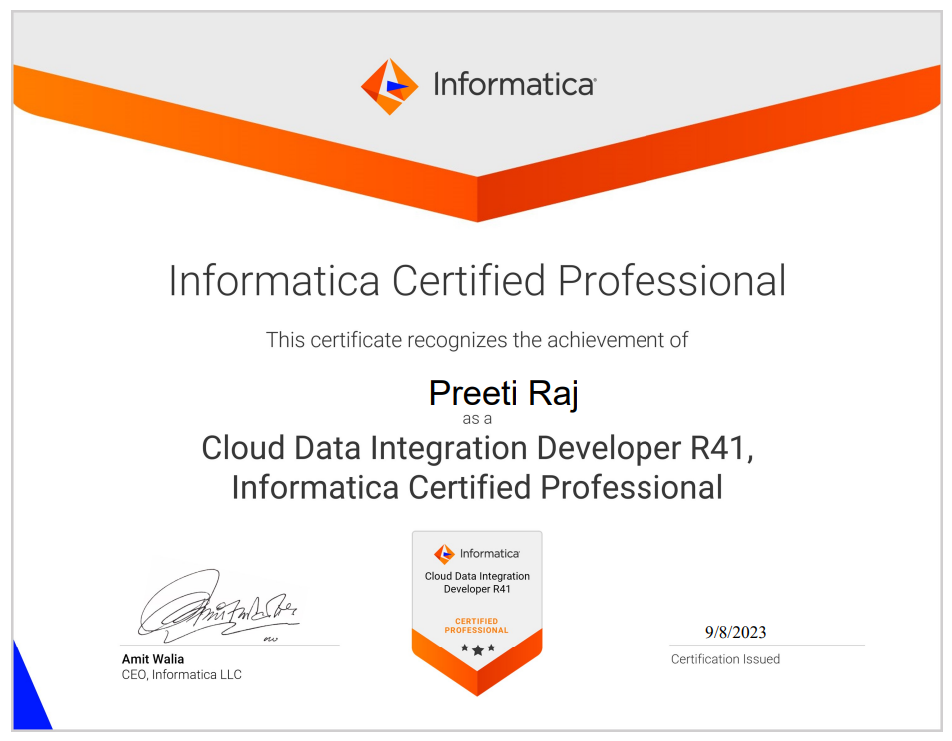 Informatica
Informatica Certified Professional
This certificate recognizes the achievement of
Preeti Raj
as a
Cloud Data Integration Developer R41,
Informatica Certified Professional
Informatica
Cloud Data Integration
Developer R41
CERTIFIED
PROFESSIONAL
Amit Walia
CEO, Informatica LLC
9/8/2023
Certification Issued